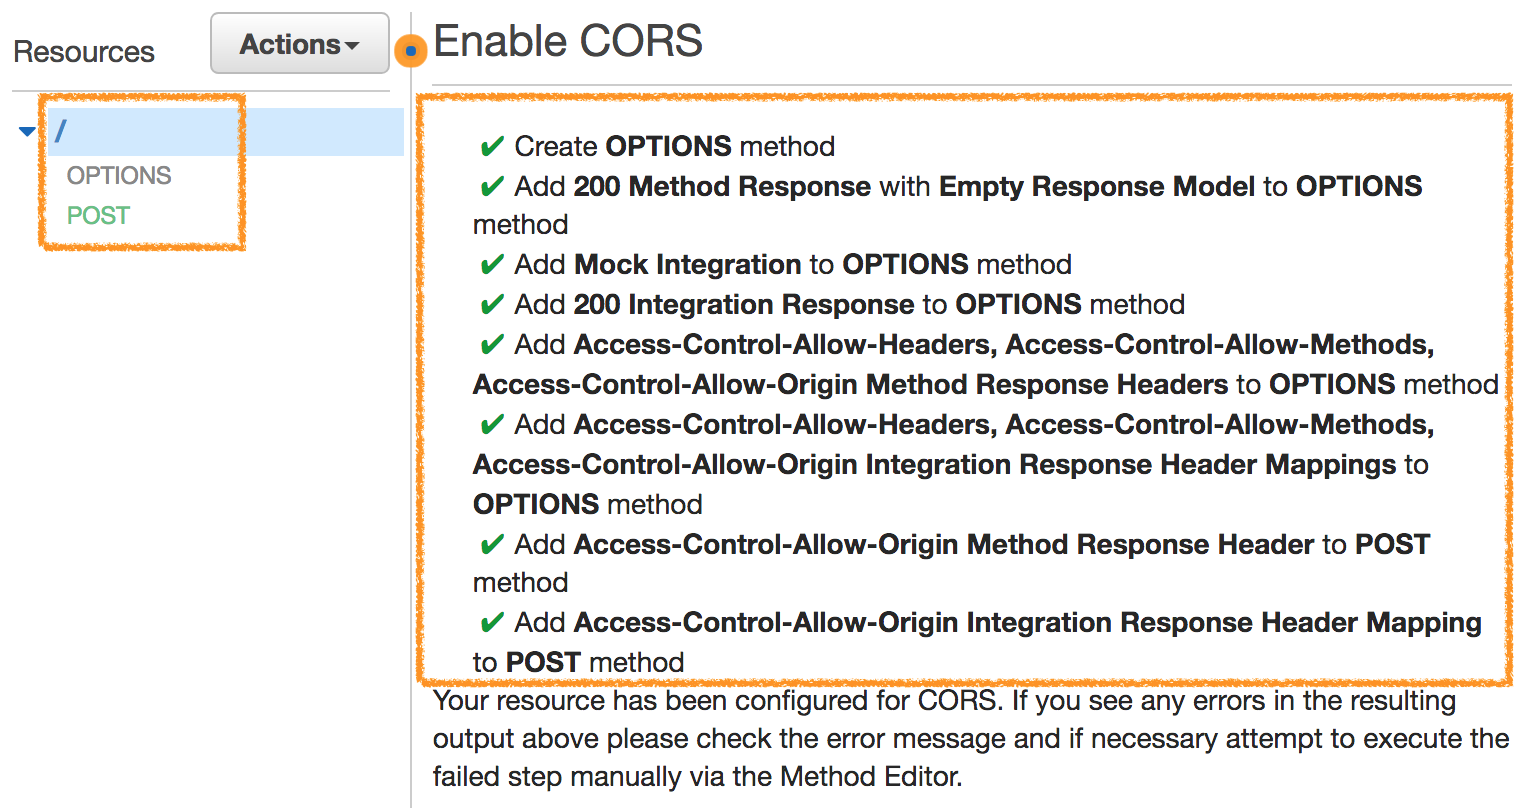 Resources
Actions
/
OPTIONS
POST
Enable CORS
✔ Create OPTIONS method
✔ Add 200 Method Response with Empty Response Model to OPTIONS
method
✔ Add Mock Integration to OPTIONS method
✔ Add 200 Integration Response to OPTIONS method
✔ Add Access-Control-Allow-Headers, Access-Control-Allow-Methods,
Access-Control-Allow-Origin Method Response Headers to OPTIONS method
✔ Add Access-Control-Allow-Headers, Access-Control-Allow-Methods,
Access-Control-Allow-Origin Integration Response Header Mappings to
OPTIONS method
✔ Add Access-Control-Allow-Origin Method Response Header to POST
method
✔ Add Access-Control-Allow-Origin Integration Response Header Mapping
to POST method
Your resource has been configured for CORS. If you see any errors in the resulting
output above please check the error message and if necessary attempt to execute the
failed step manually via the Method Editor.